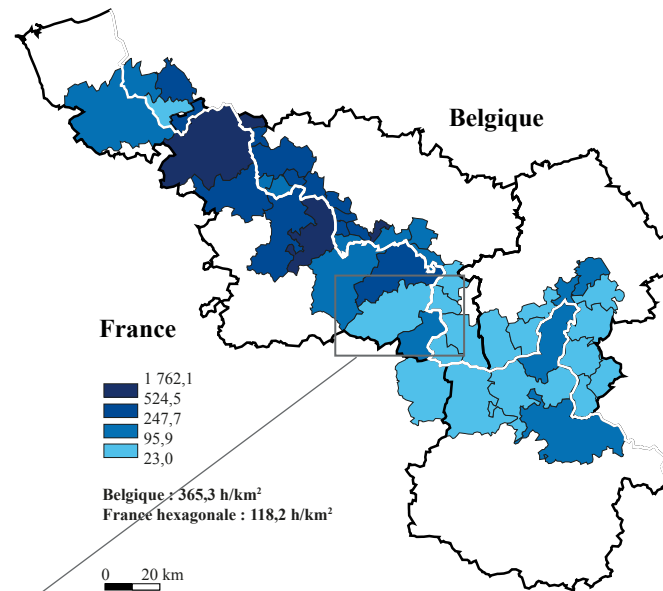 Belgique
France
1 762,1
524,5
247,7
95,9
23,0
Belgique : 365,3 h/km²
France hexagonale : 118,2 h/km²
0 20 km